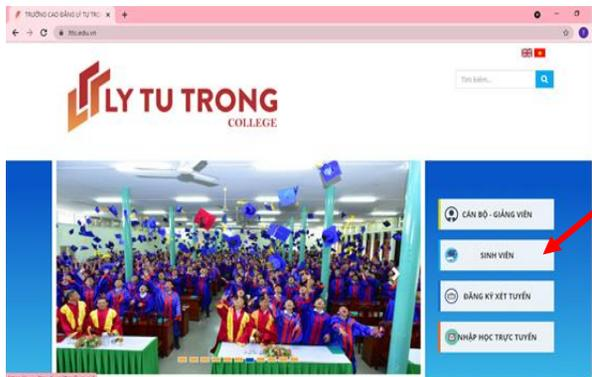 TRƯỜNG CAO ĐẲNG LÝ TỰ TRỌ
lttc.edu.vn
LY TU TRONG
COLLEGE
Tìm kiếm...
CÁN BỘ - GIẢNG VIÊN
SINH VIÊN
ĐĂNG KÝ XÉT TUYỂN
NHẬP HỌC TRỰC TUYẾN